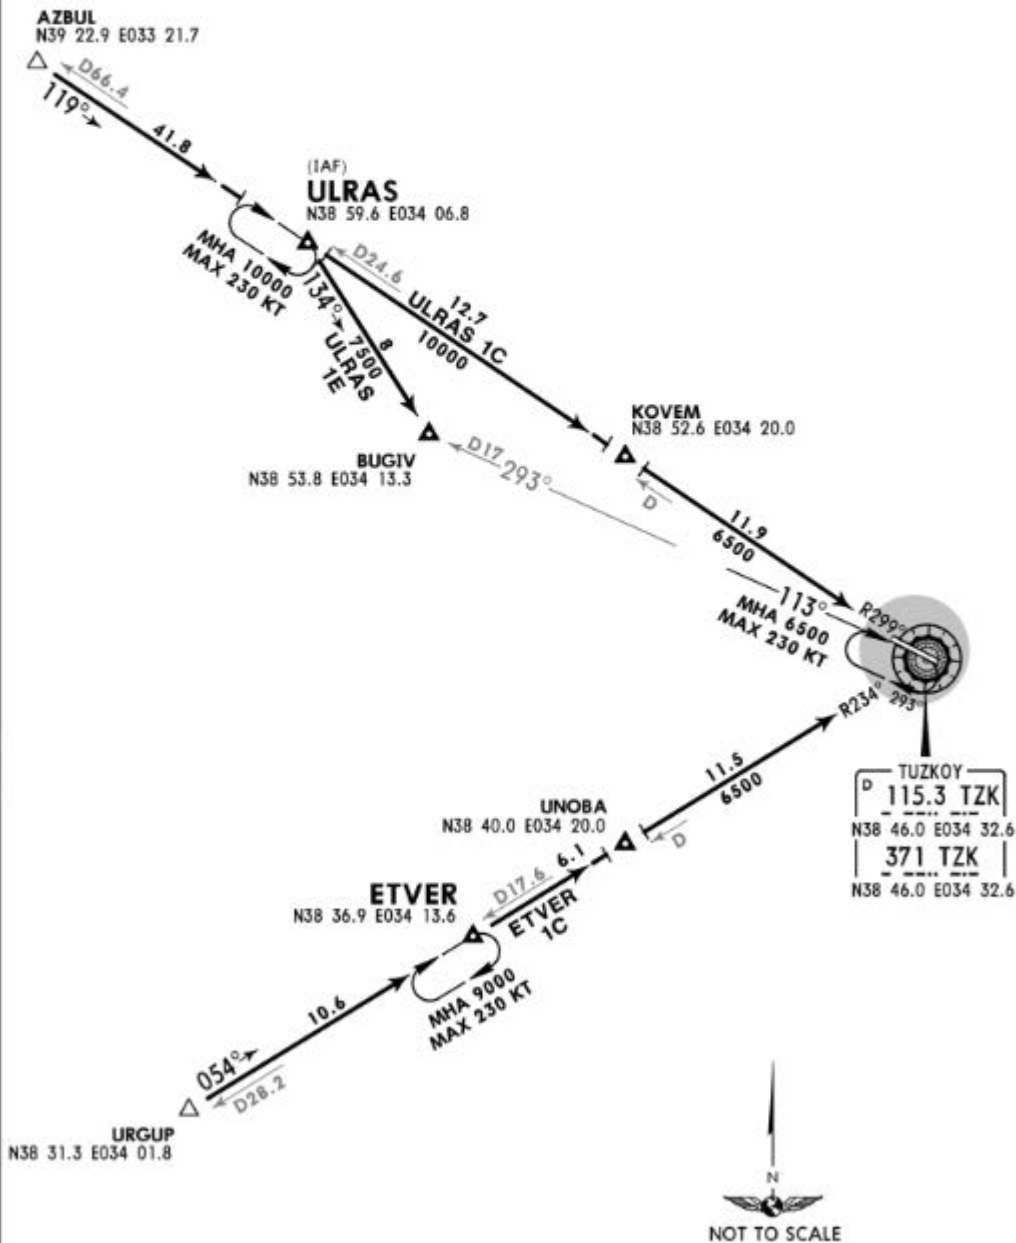 AZBUL
N39 22.9 E033 21.7
D66.4
119°
41.8
(IAF)
ULRAS
N38 59.6 E034 06.8
MHA 10000
MAX 230 KT
D24.6
12.7
ULRAS 1C
10000
134°
8
7500
ULRAS
1E
KOVEM
N38 52.6 E034 20.0
BUGIV
N38 53.8 E034 13.3
D17
293°
D
11.9
6500
113°
MHA 6500
MAX 230 KT
R299°
R234°
293°
TUZKOY
D 115.3 TZK
N38 46.0 E034 32.6
371 TZK
N38 46.0 E034 32.6
11.5
6500
UNOBA
N38 40.0 E034 20.0
D
6.1
D17.6
ETVER
N38 36.9 E034 13.6
ETVER
1C
MHA 9000
MAX 230 KT
10.6
054°
D28.2
URGUP
N38 31.3 E034 01.8
N
NOT TO SCALE